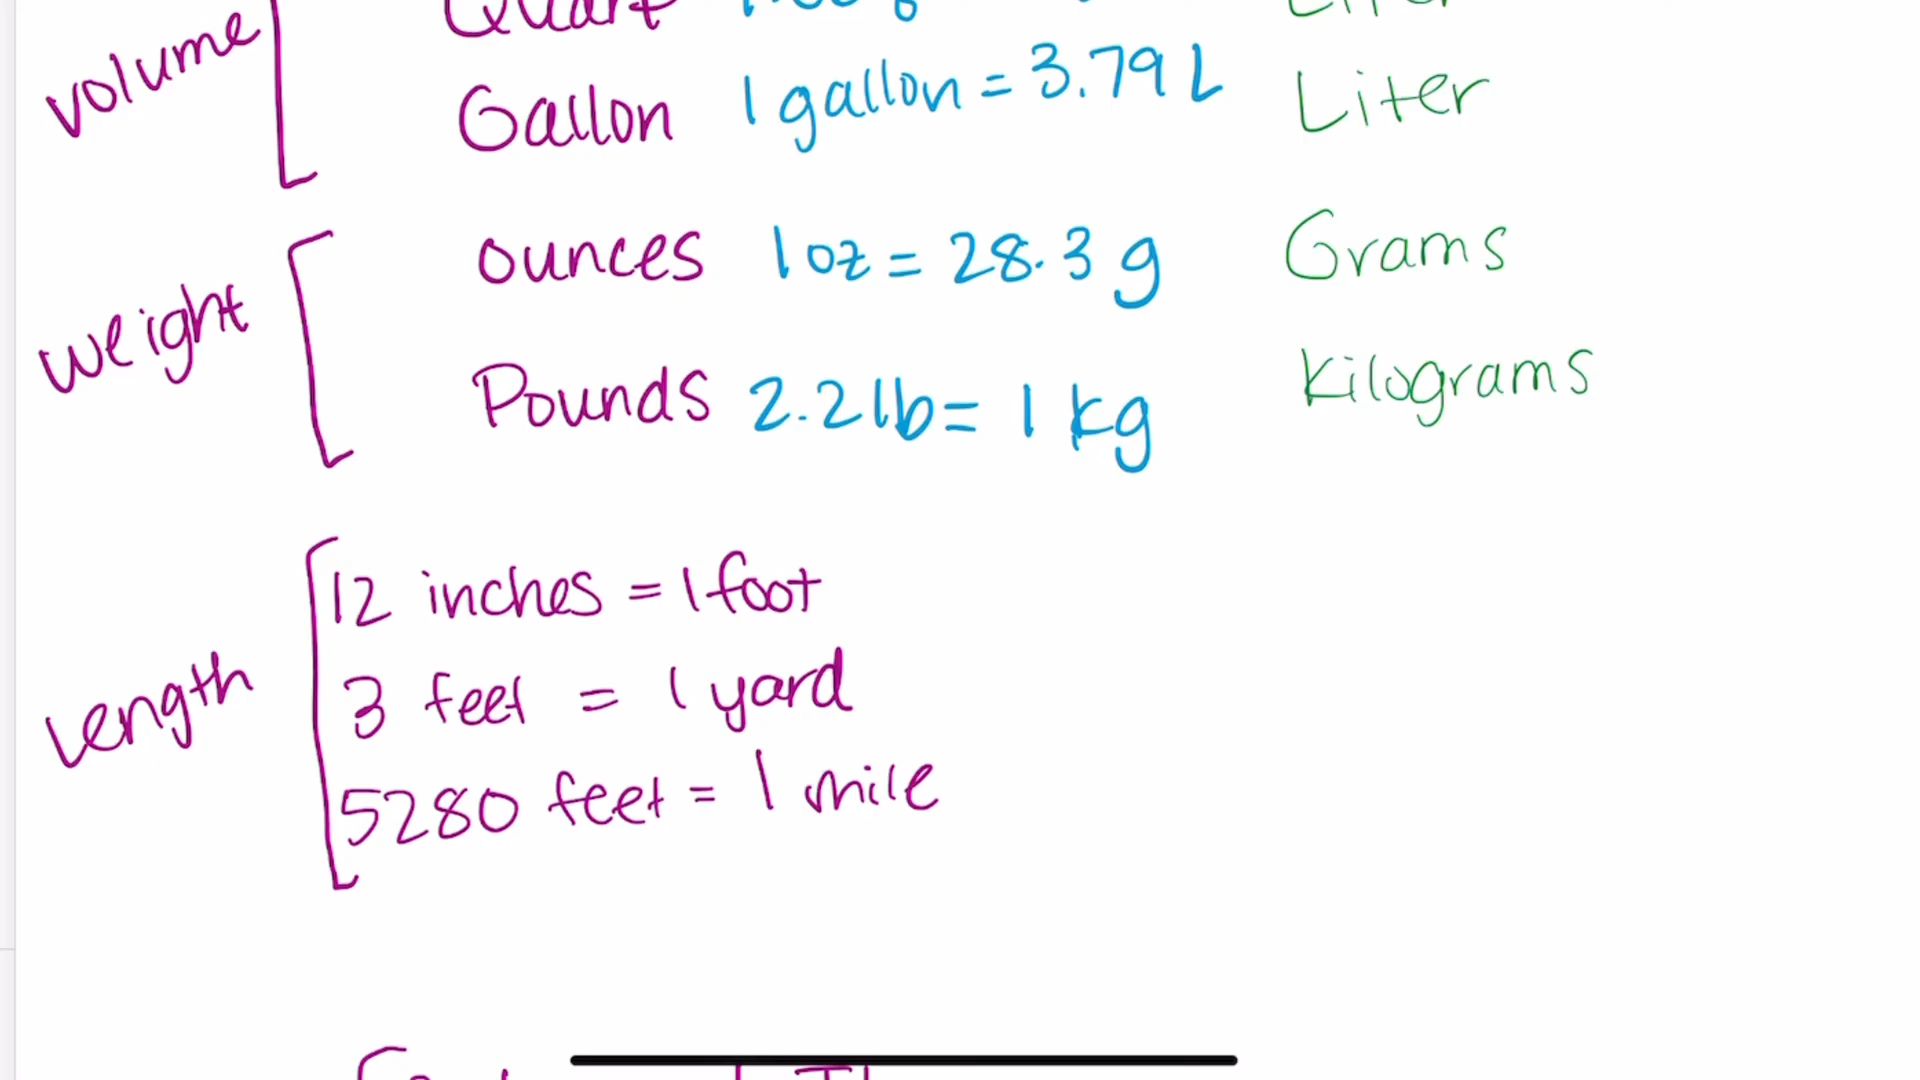 volume
Quart
Gallon 1 gallon = 3.79 L Liter
weight
ounces 1 oz = 28.3 g Grams
Pounds 2.2 lb = 1 kg Kilograms
Length
12 inches = 1 foot
3 feet = 1 yard
5280 feet = 1 mile